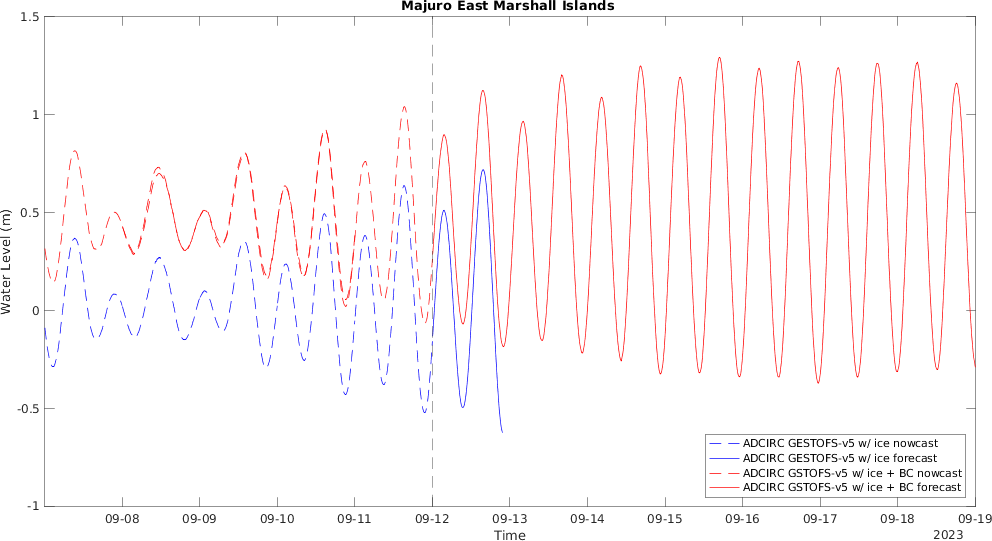 Majuro East Marshall Islands
1.5
1
0.5
0
-0.5
-1
Water Level (m)
ADCIRC GESTOFS-v5 w/ ice nowcast
ADCIRC GESTOFS-v5 w/ ice forecast
ADCIRC GSTOFS-v5 w/ ice + BC nowcast
ADCIRC GSTOFS-v5 w/ ice + BC forecast
09-08 09-09 09-10 09-11 09-12 09-13 09-14 09-15 09-16 09-17 09-18 09-19
Time
2023